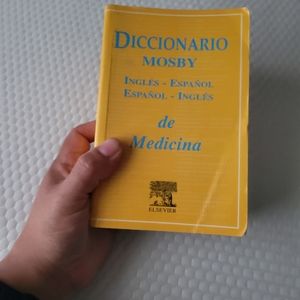 DICCIONARIO
MOSBY
INGLÉS - ESPAÑOL
ESPAÑOL - INGLÉS
de
Medicina
ELSEVIER